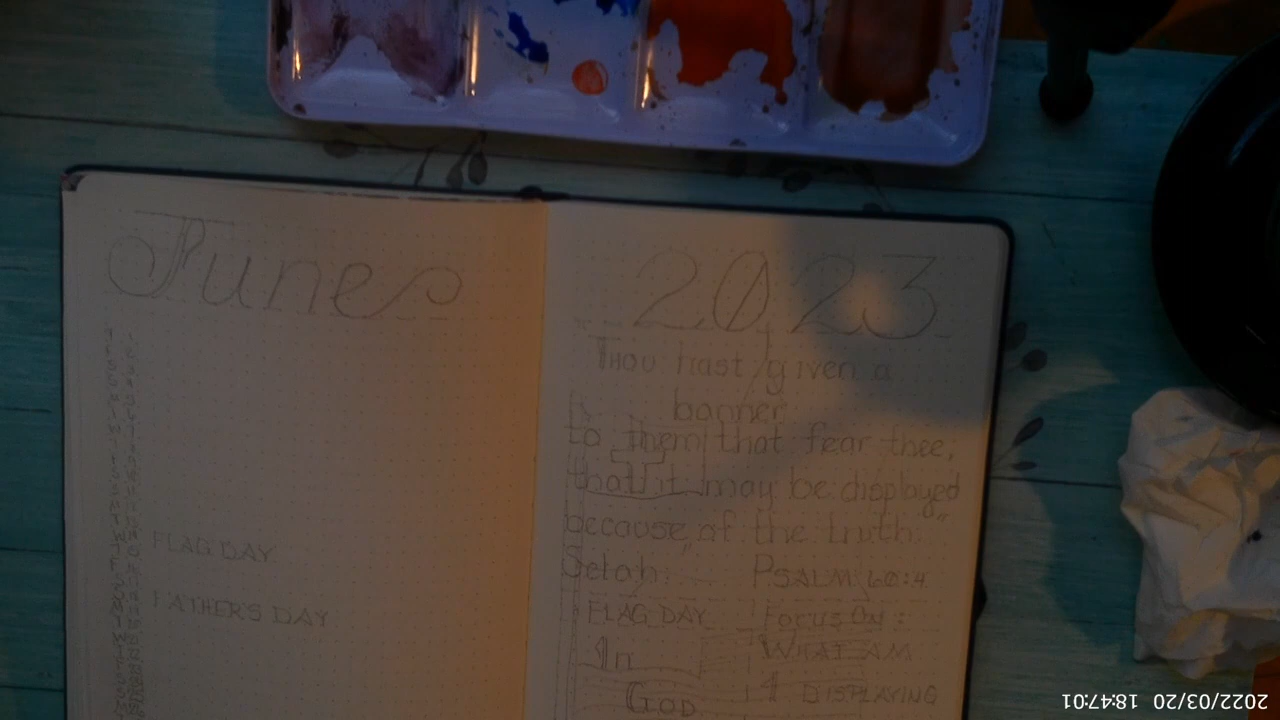 June
FLAG DAY
FATHER'S DAY
2023
Thou hast given a
banner
to them that fear thee,
that it may be displayed
because of the truth.
Selah." PSALM 60:4
FLAG DAY Focus On:
In WHAT AM
GOD I DISPLAYING
2022/03/20 18:47:01